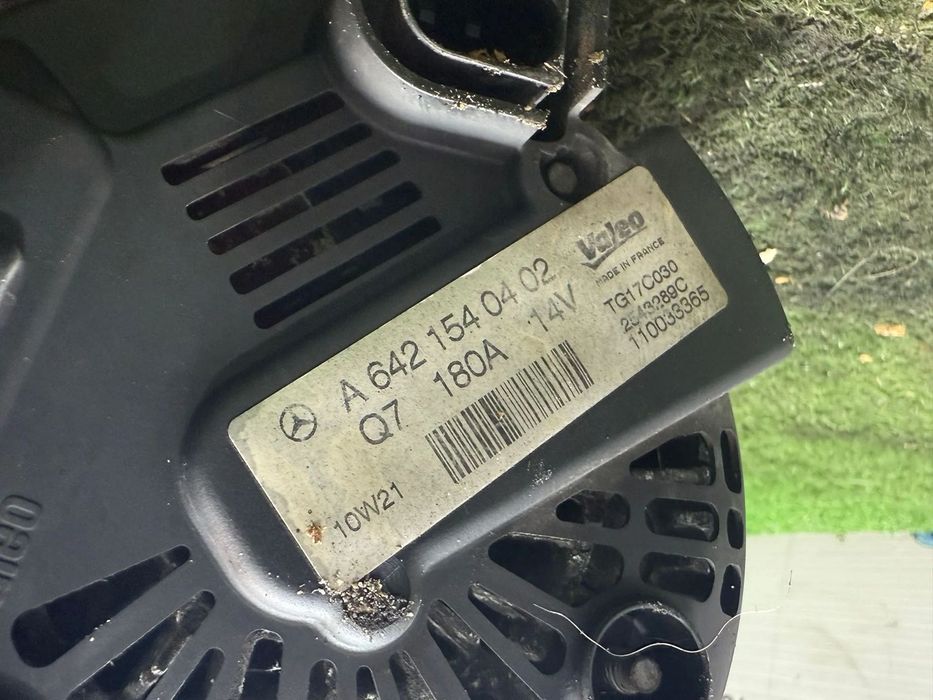 A 642 154 04 02
Q7 180A 14V
10W21
Valeo
MADE IN FRANCE
TG17C030
2543289C
110033365